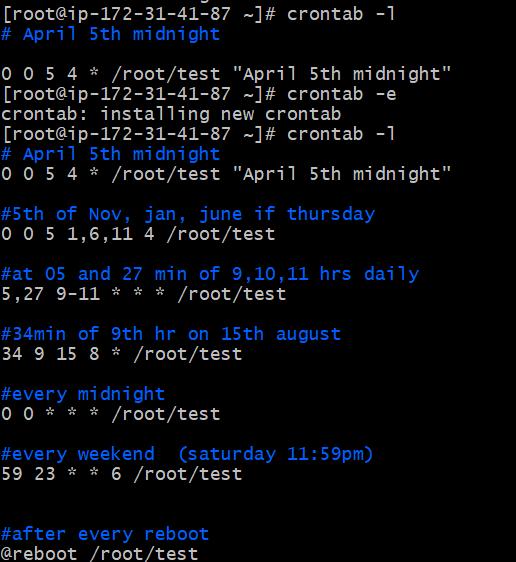 [root@ip-172-31-41-87 ~]# crontab -l
# April 5th midnight
0 0 5 4 * /root/test "April 5th midnight"
[root@ip-172-31-41-87 ~]# crontab -e
crontab: installing new crontab
[root@ip-172-31-41-87 ~]# crontab -l
# April 5th midnight
0 0 5 4 * /root/test "April 5th midnight"
#5th of Nov, jan, june if thursday
0 0 5 1,6,11 4 /root/test
#at 05 and 27 min of 9,10,11 hrs daily
5,27 9-11 * * * /root/test
#34min of 9th hr on 15th august
34 9 15 8 * /root/test
#every midnight
0 0 * * * /root/test
#every weekend  (saturday 11:59pm)
59 23 * * 6 /root/test
#after every reboot
@reboot /root/test